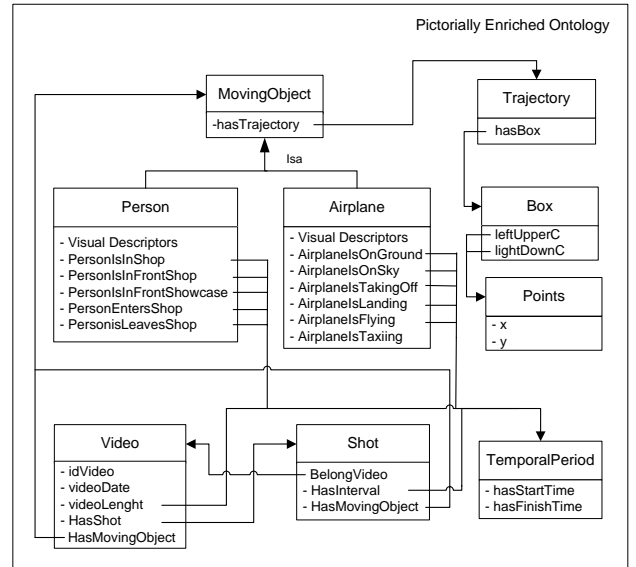 Pictorially Enriched Ontology
MovingObject
-hasTrajectory
Trajectory
hasBox
Isa
Person
- Visual Descriptors
- PersonIsInShop
- PersonIsInFrontShop
- PersonIsInFrontShowcase
- PersonEntersShop
- PersonisLeavesShop
Airplane
- Visual Descriptors
- AirplaneIsOnGround
- AirplaneIsOnSky
- AirplaneIsTakingOff
- AirplaneIsLanding
- AirplaneIsFlying
- AirplaneIsTaxiing
Box
leftUpperC
lightDownC
Points
- x
- y
Video
- idVideo
- videoDate
- videoLenght
- HasShot
HasMovingObject
Shot
BelongVideo
- HasInterval
- HasMovingObject
TemporalPeriod
- hasStartTime
- hasFinishTime